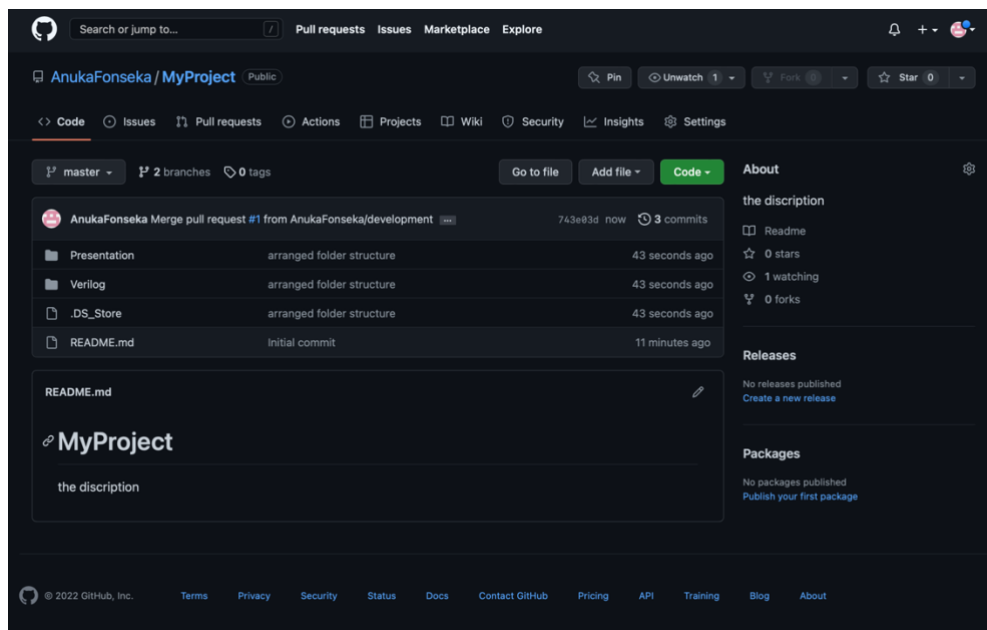 Search or jump to... / Pull requests Issues Marketplace Explore
AnukaFonseka / MyProject Public Pin Unwatch 1 Fork 0 Star 0
Code Issues Pull requests Actions Projects Wiki Security Insights Settings
master 2 branches 0 tags Go to file Add file Code
AnukaFonseka Merge pull request #1 from AnukaFonseka/development ... 743e03d now 3 commits
Presentation arranged folder structure 43 seconds ago
Verilog arranged folder structure 43 seconds ago
.DS_Store arranged folder structure 43 seconds ago
README.md Initial commit 11 minutes ago
README.md
MyProject
the discription
About
the discription
Readme
0 stars
1 watching
0 forks
Releases
No releases published
Create a new release
Packages
No packages published
Publish your first package
© 2022 GitHub, Inc. Terms Privacy Security Status Docs Contact GitHub Pricing API Training Blog About